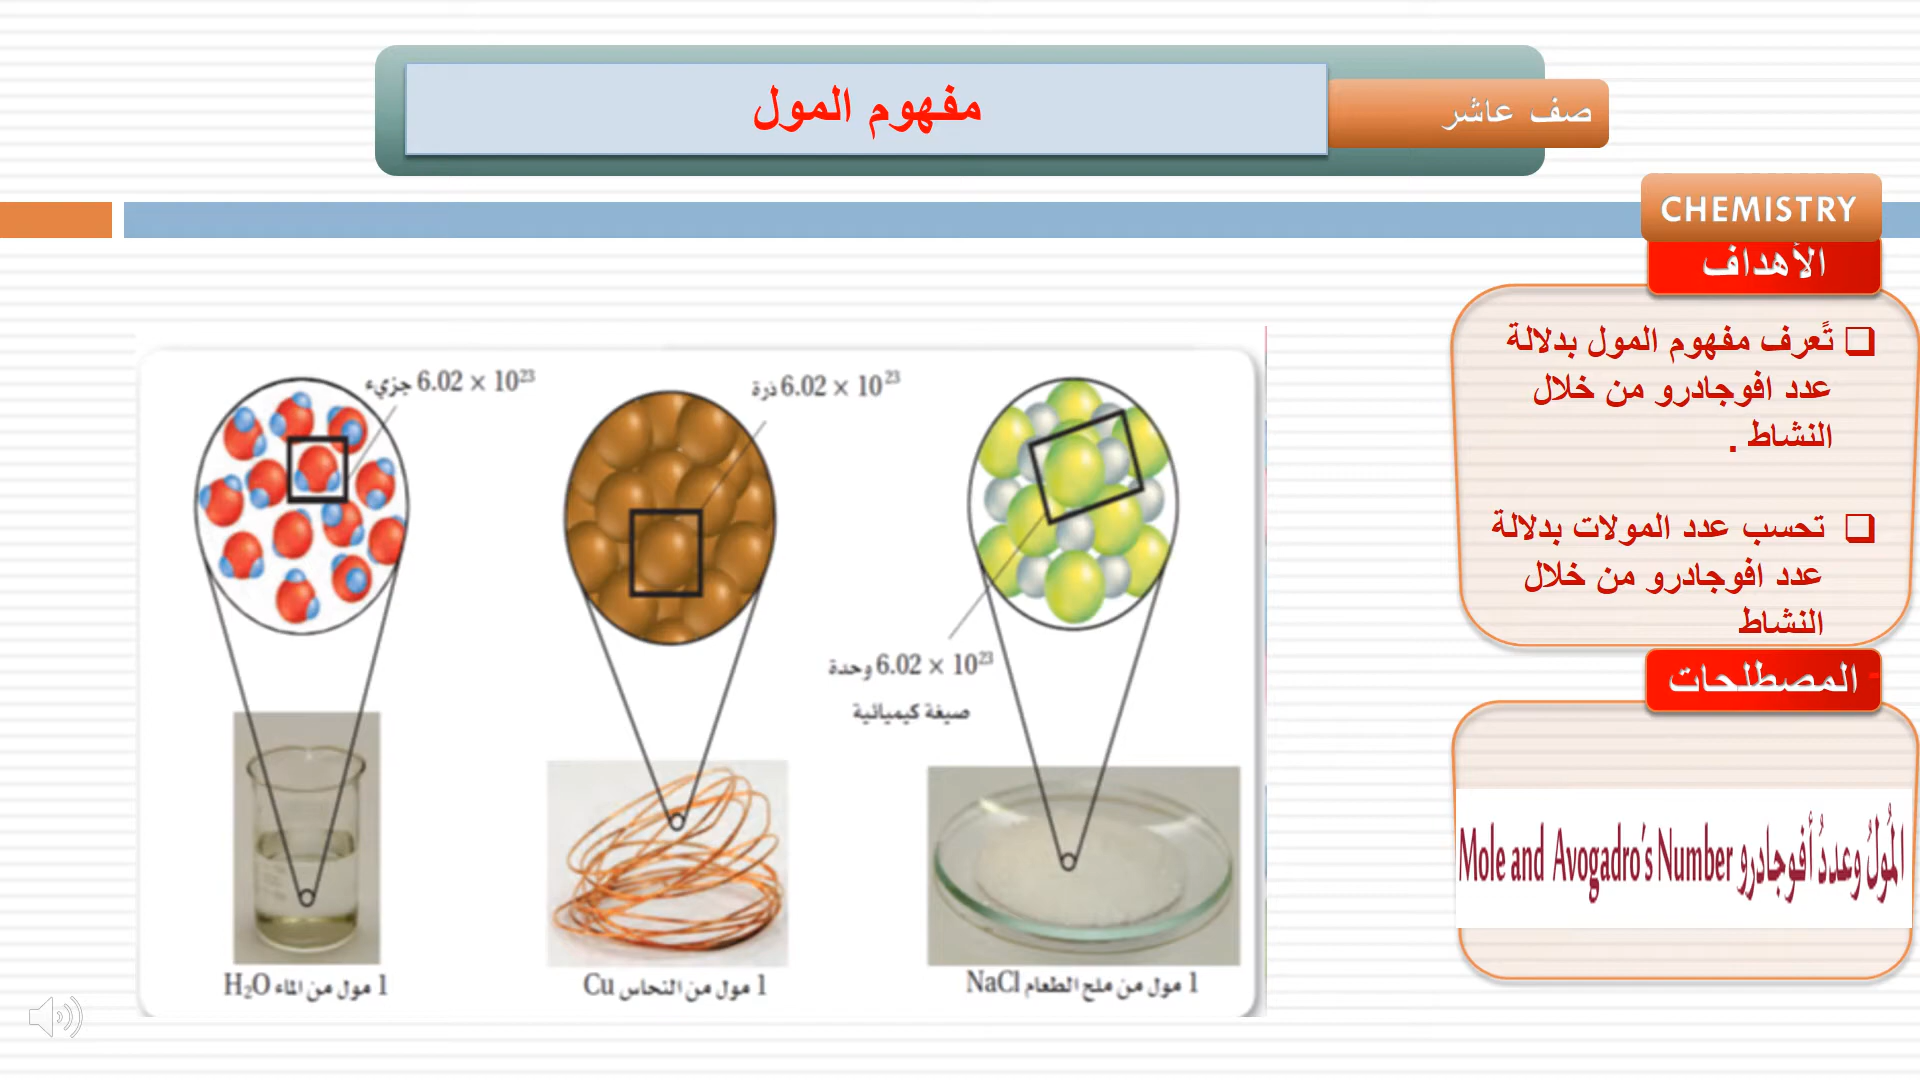 مفهوم المول
صف عاشر
CHEMISTRY
الأهداف
❑ تًعرف مفهوم المول بدلالة
عدد افوجادرو من خلال
النشاط .
❑ تحسب عدد المولات بدلالة
عدد افوجادرو من خلال
النشاط
المصطلحات
المُولُ وعددُ أفوجادرو Mole and Avogadro's Number
6.02 × 10²³ جزيء
6.02 × 10²³ ذرة
6.02 × 10²³ وحدة
صيغة كيميائية
1 مول من الماء H₂O
1 مول من النحاس Cu
1 مول من ملح الطعام NaCl